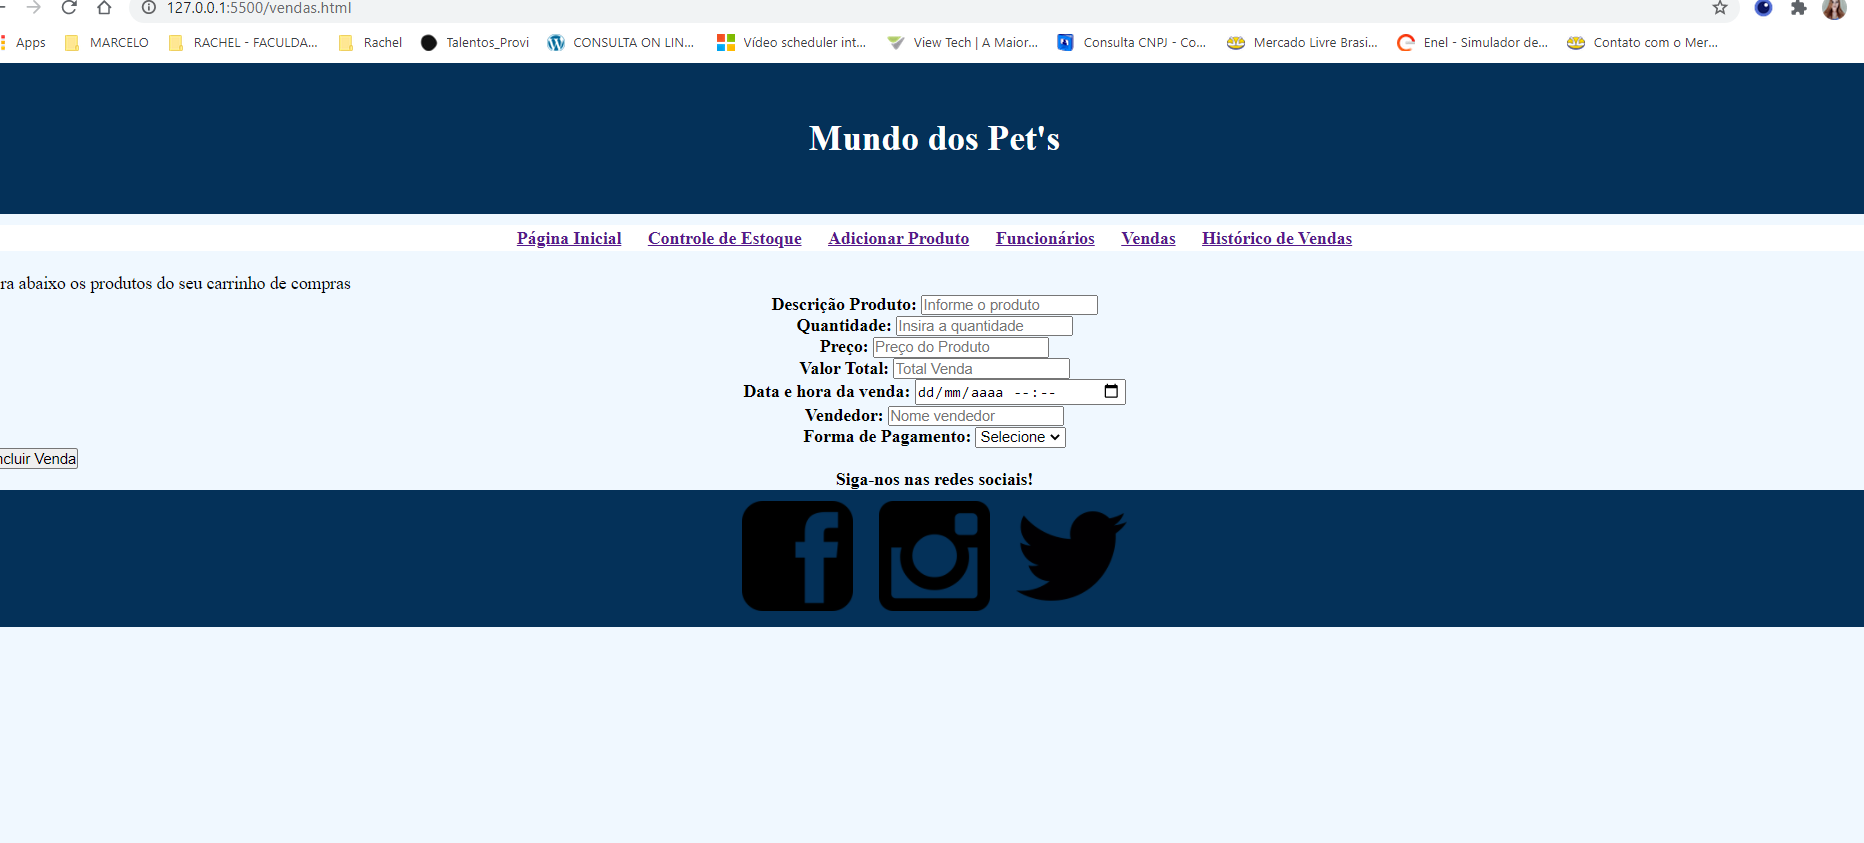 127.0.0.1:5500/vendas.html
Apps MARCELO RACHEL - FACULDA... Rachel Talentos_Provi CONSULTA ON LIN... Vídeo scheduler int... View Tech | A Maior... Consulta CNPJ - Co... Mercado Livre Brasi... Enel - Simulador de... Contato com o Mer...
Mundo dos Pet's
Página Inicial Controle de Estoque Adicionar Produto Funcionários Vendas Histórico de Vendas
ra abaixo os produtos do seu carrinho de compras
Descrição Produto: Informe o produto
Quantidade: Insira a quantidade
Preço: Preço do Produto
Valor Total: Total Venda
Data e hora da venda: dd/mm/aaaa --:--
Vendedor: Nome vendedor
Forma de Pagamento: Selecione
ncluir Venda
Siga-nos nas redes sociais!